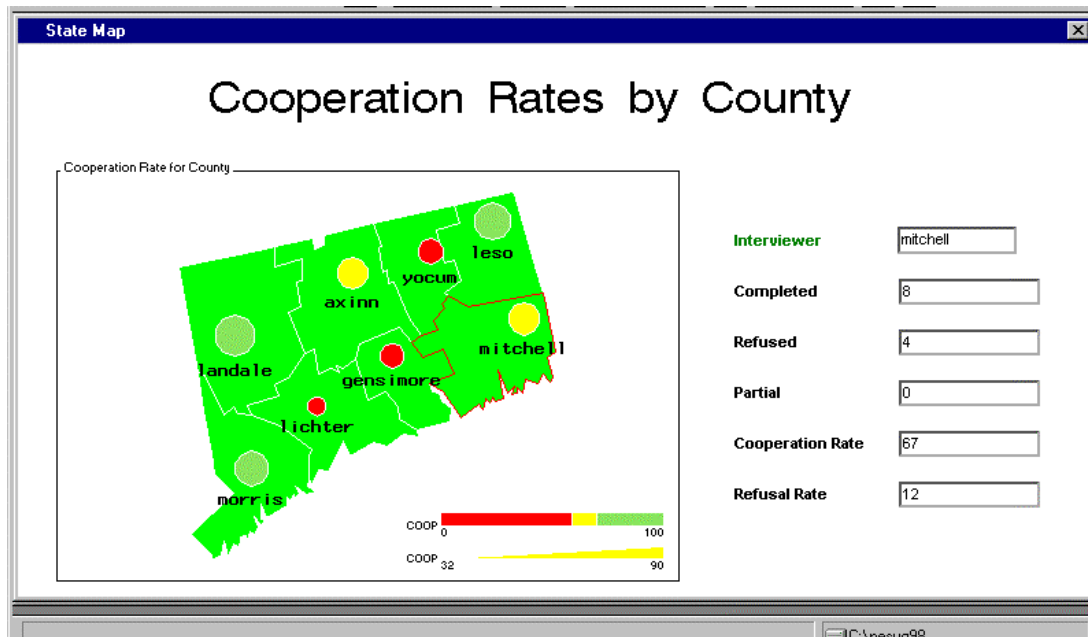 State Map
Cooperation Rates by County
Cooperation Rate for County
leso
yocum
axinn
mitchell
landale
gensimore
lichter
morris
COOP
0 100
COOP
32 90
Interviewer mitchell
Completed 8
Refused 4
Partial 0
Cooperation Rate 67
Refusal Rate 12